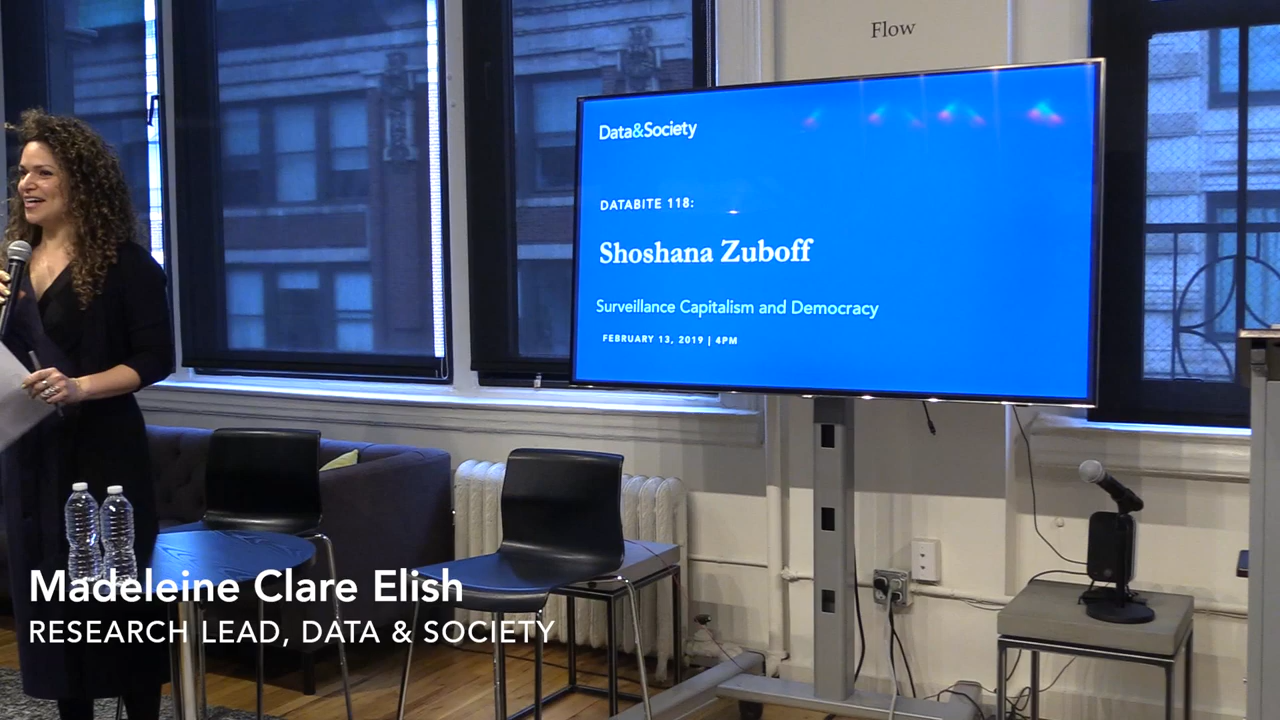 Flow
Data&Society
DATABITE 118:
Shoshana Zuboff
Surveillance Capitalism and Democracy
FEBRUARY 13, 2019 | 4PM
Madeleine Clare Elish
RESEARCH LEAD, DATA & SOCIETY